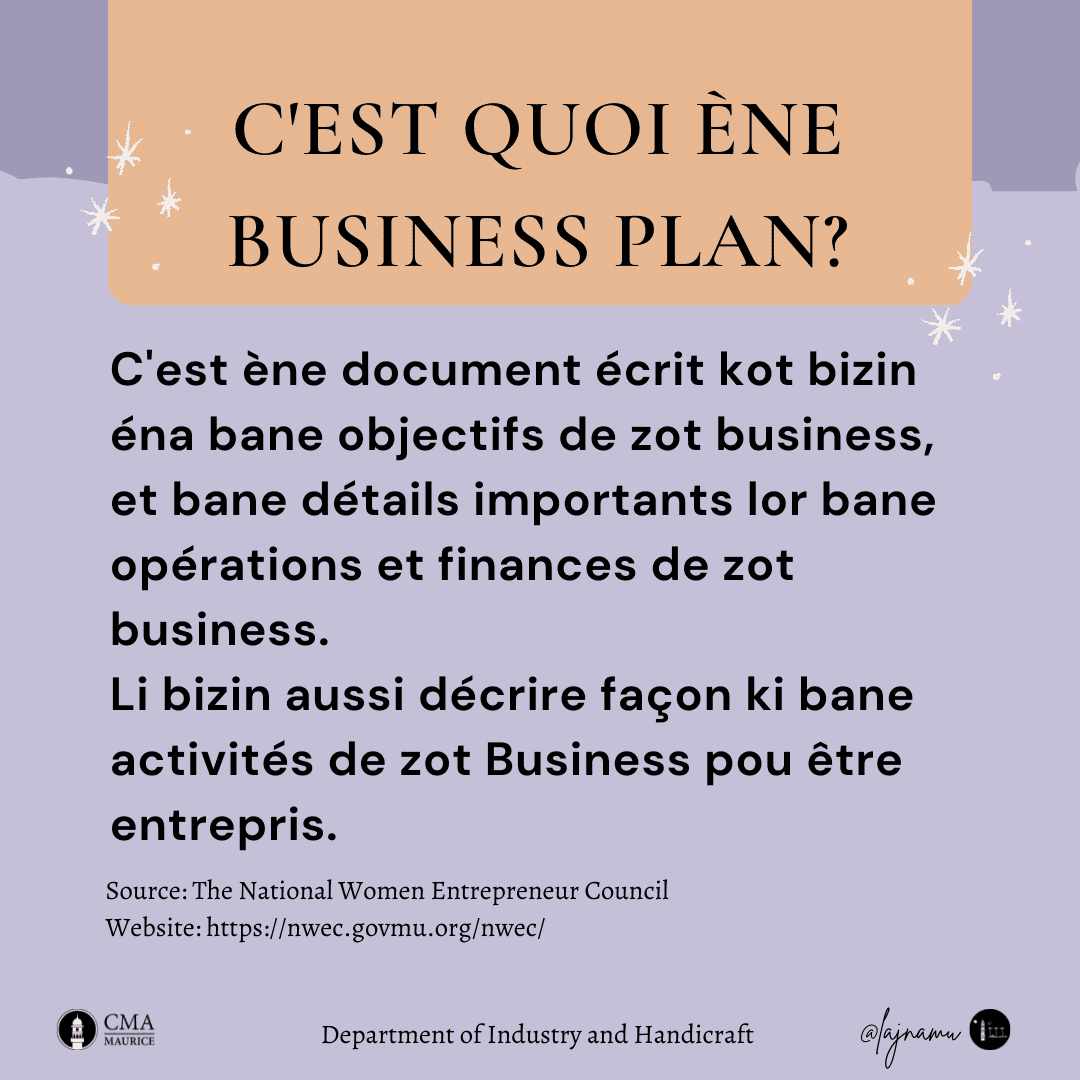 C'EST QUOI ÈNE
BUSINESS PLAN?
C'est ène document écrit kot bizin
éna bane objectifs de zot business,
et bane détails importants lor bane
opérations et finances de zot
business.
Li bizin aussi décrire façon ki bane
activités de zot Business pou être
entrepris.
Source: The National Women Entrepreneur Council
Website: https://nwec.govmu.org/nwec/
CMA
MAURICE
Department of Industry and Handicraft
@lajnamu